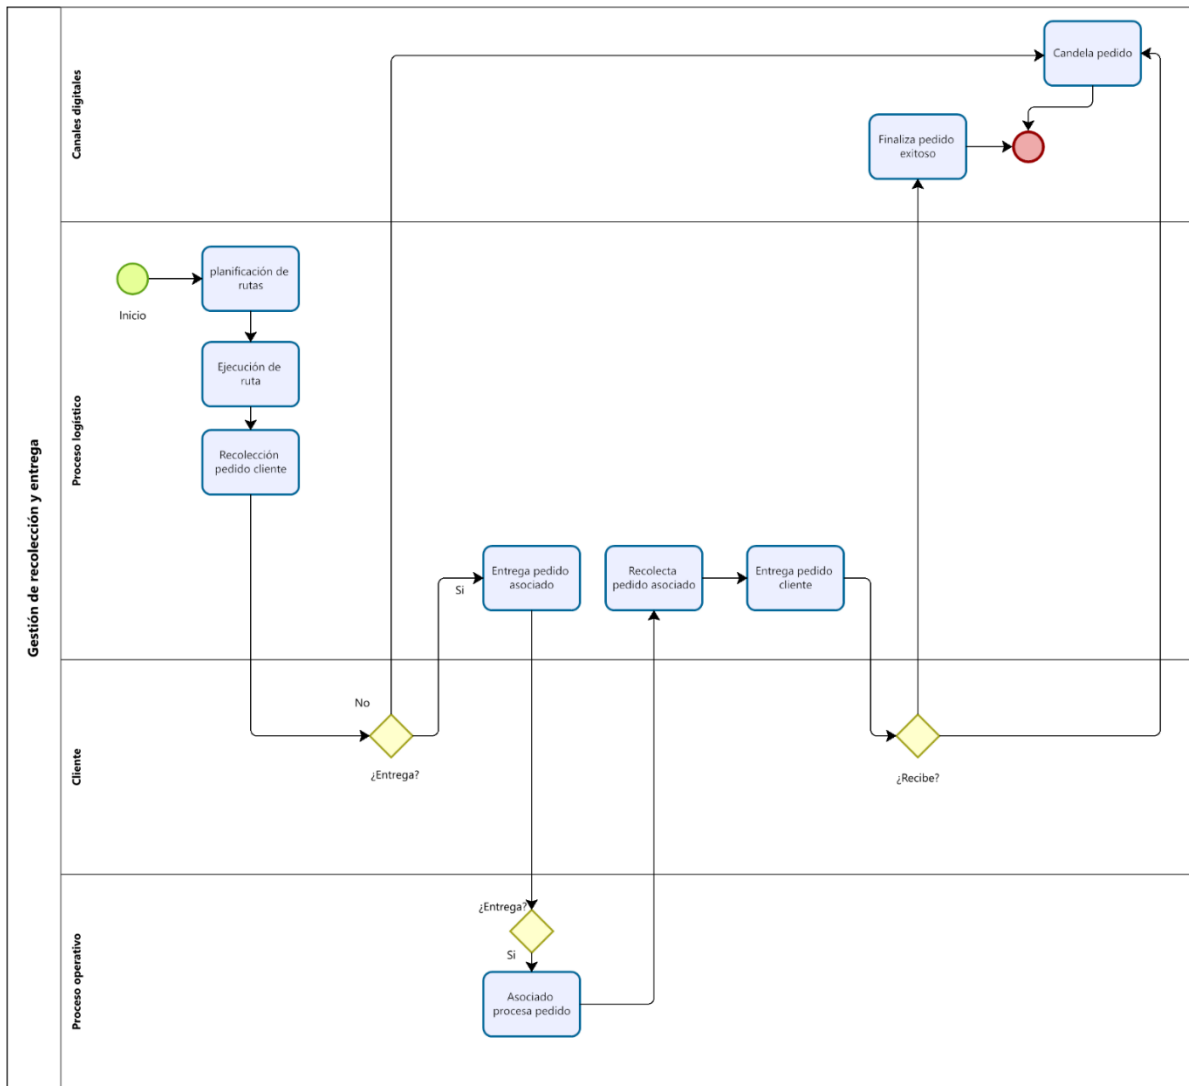 Gestión de recolección y entrega
Canales digitales
Candela pedido
Finaliza pedido
exitoso
Proceso logístico
Inicio
planificación de
rutas
Ejecución de
ruta
Recolección
pedido cliente
Entrega pedido
asociado
Si
Recolecta
pedido asociado
Entrega pedido
cliente
Cliente
No
¿Entrega?
¿Recibe?
Proceso operativo
¿Entrega?
Si
Asociado
procesa pedido